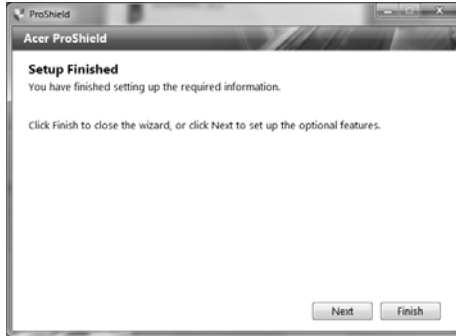 ProShield
Acer ProShield
Setup Finished
You have finished setting up the required information.
Click Finish to close the wizard, or click Next to set up the optional features.
Next
Finish